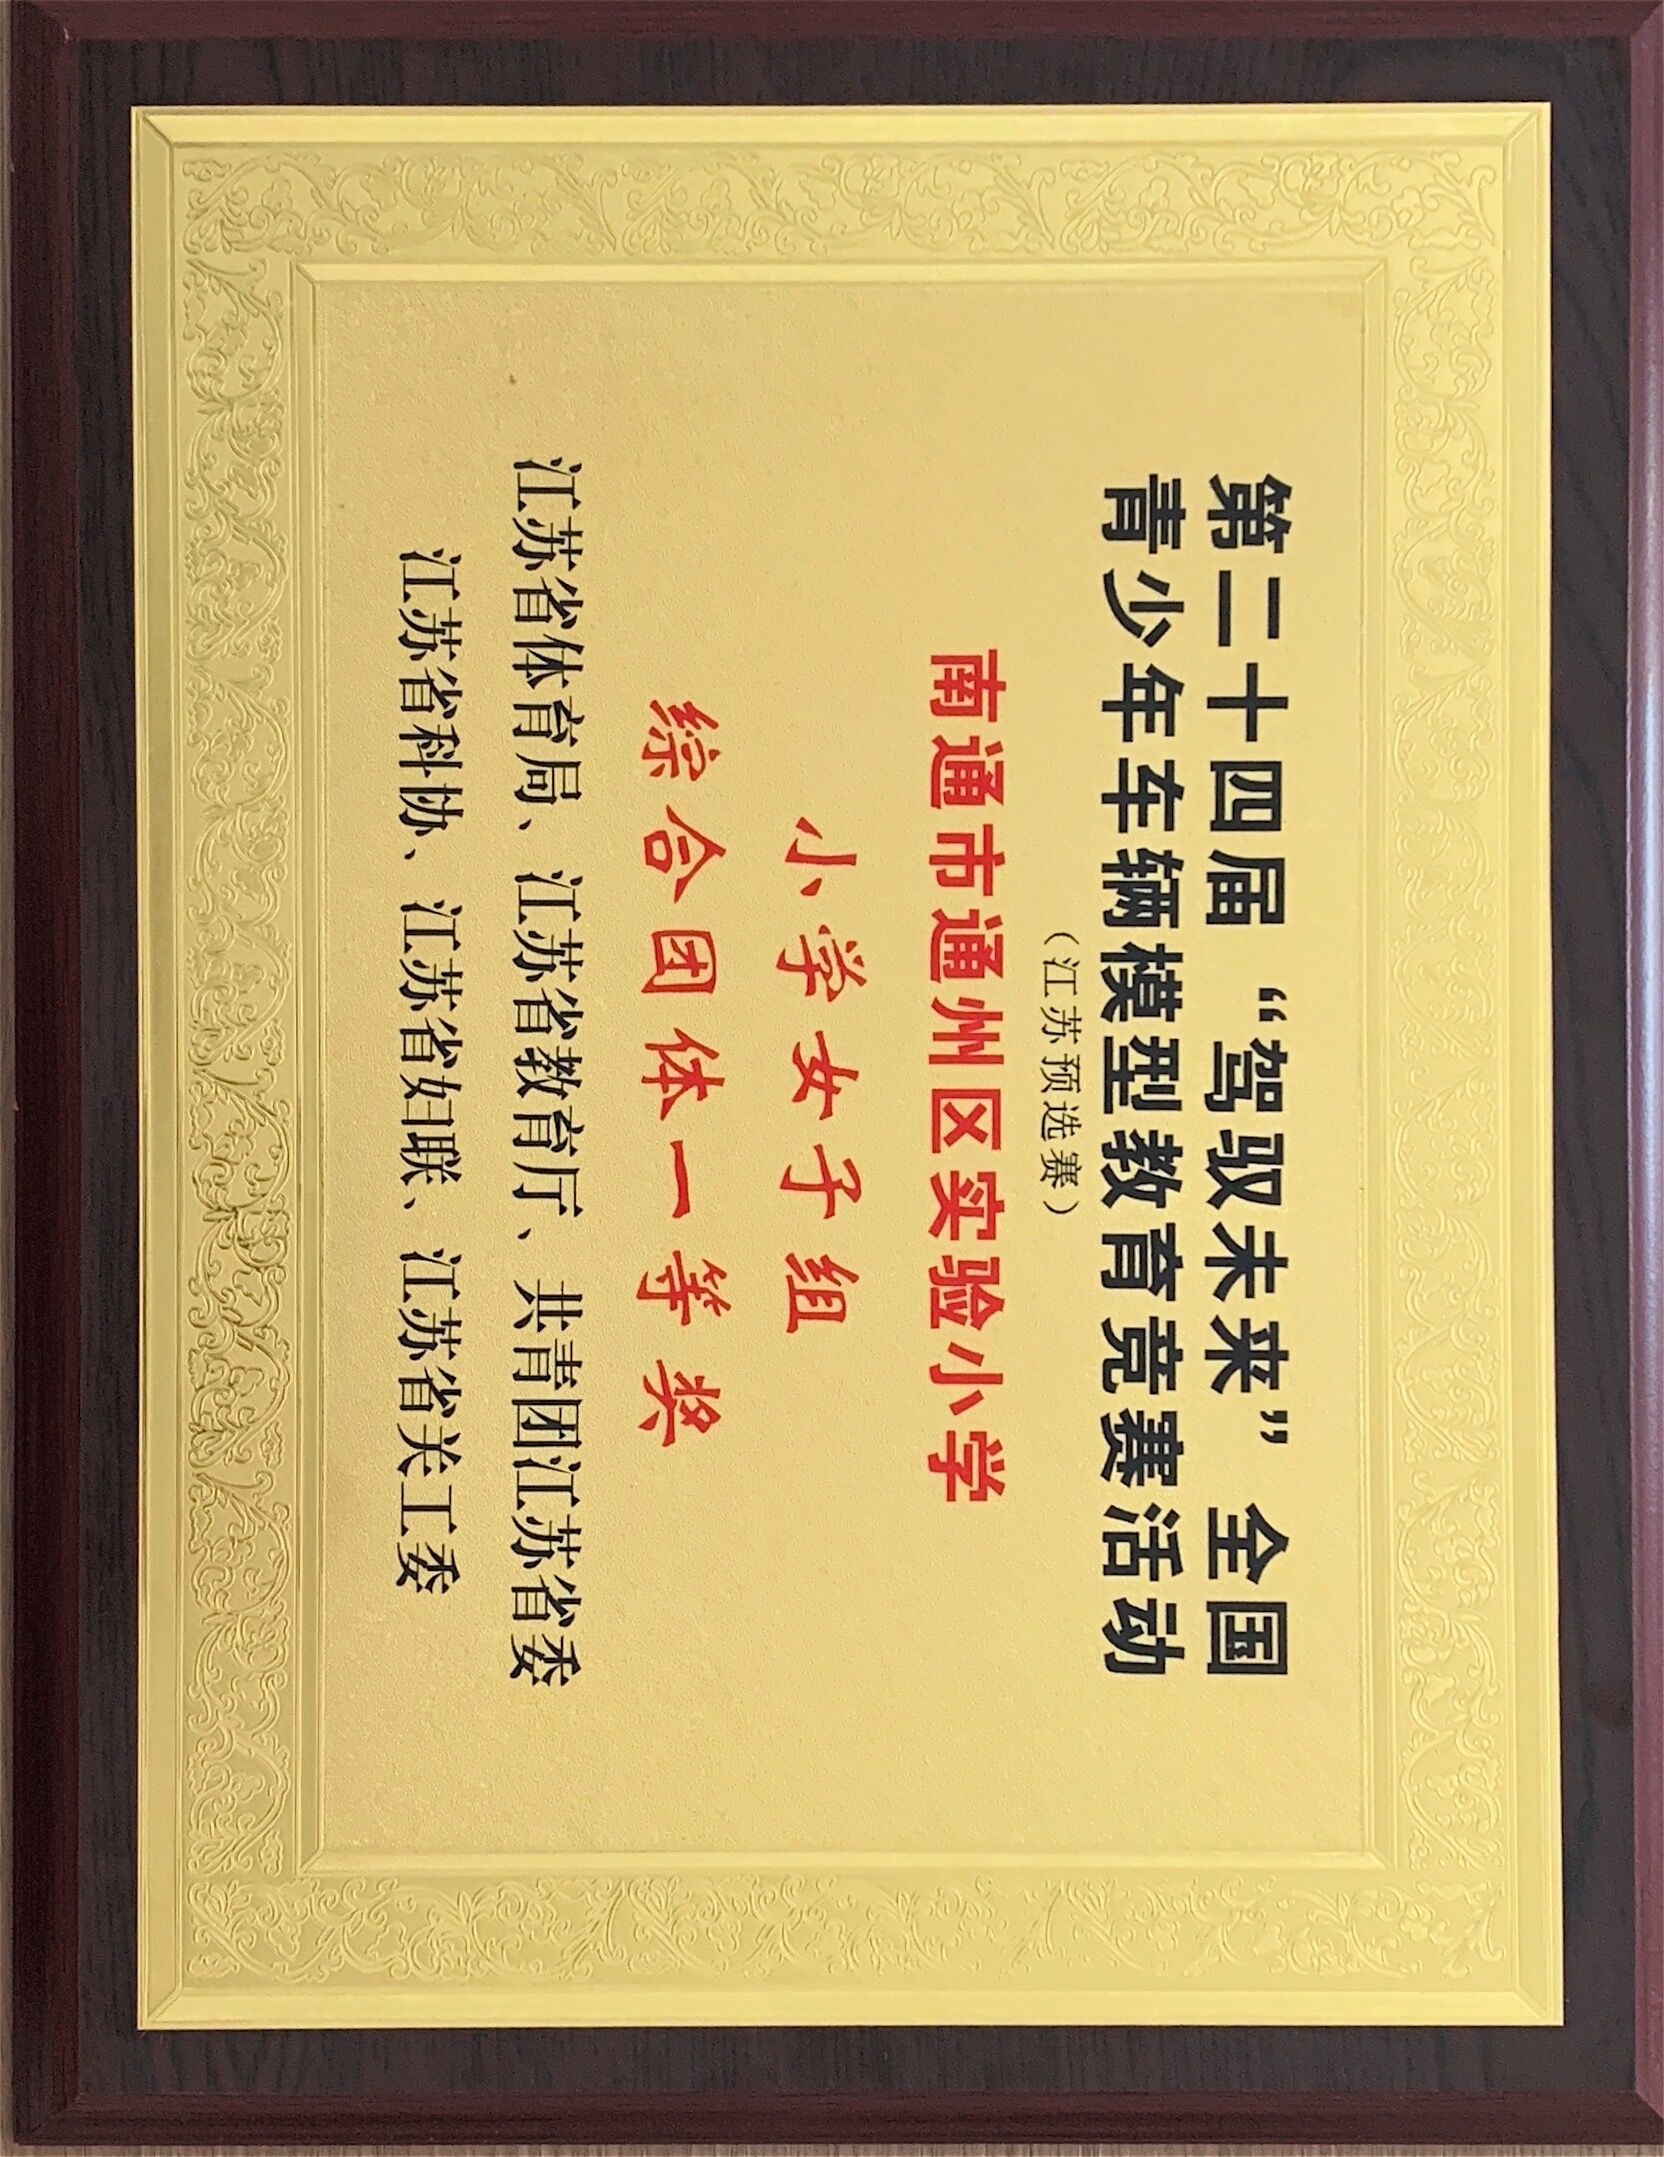 第二十四届“驾驭未来”全国
青少年车辆模型教育竞赛活动
（江苏预选赛）
南通市通州区实验小学
小学女子组
综合团体一等奖
江苏省体育局、江苏省教育厅、共青团江苏省委
江苏省科协、江苏省妇联、江苏省关工委